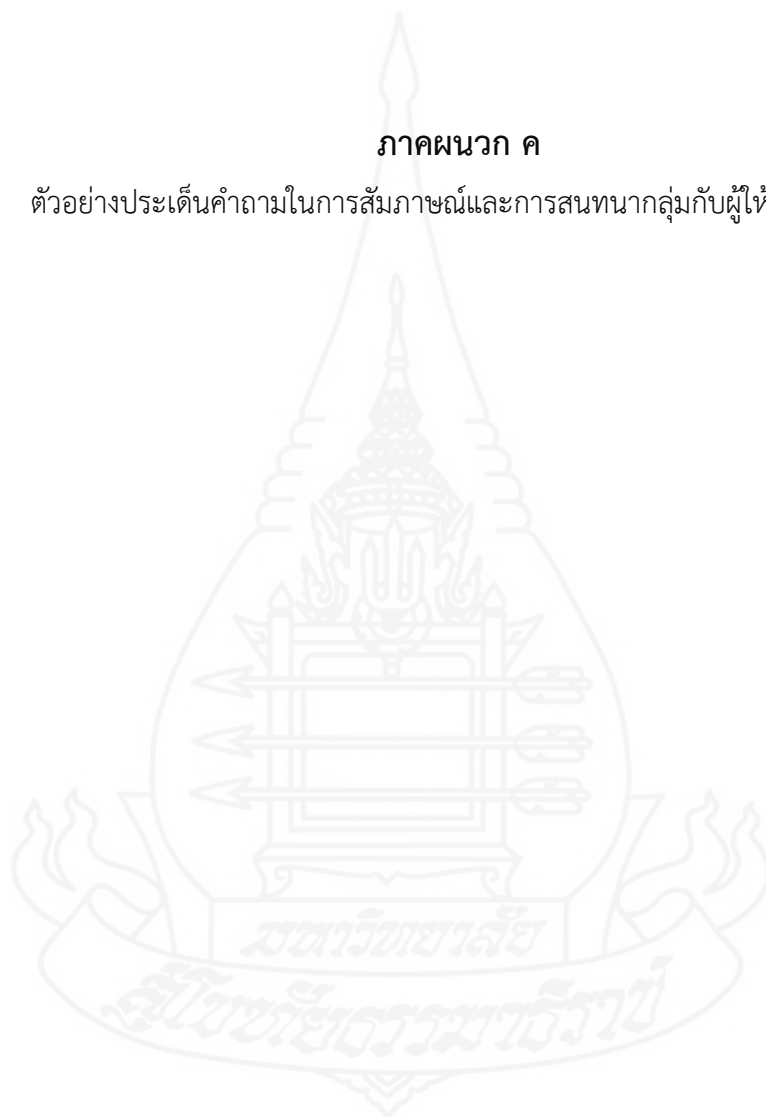 ภาคผนวก ค
ตัวอย่างประเด็นคำถามในการสัมภาษณ์และการสนทนากลุ่มกับผู้ให้
มหาวิทยาลัย
สุโขทัยธรรมาธิราช